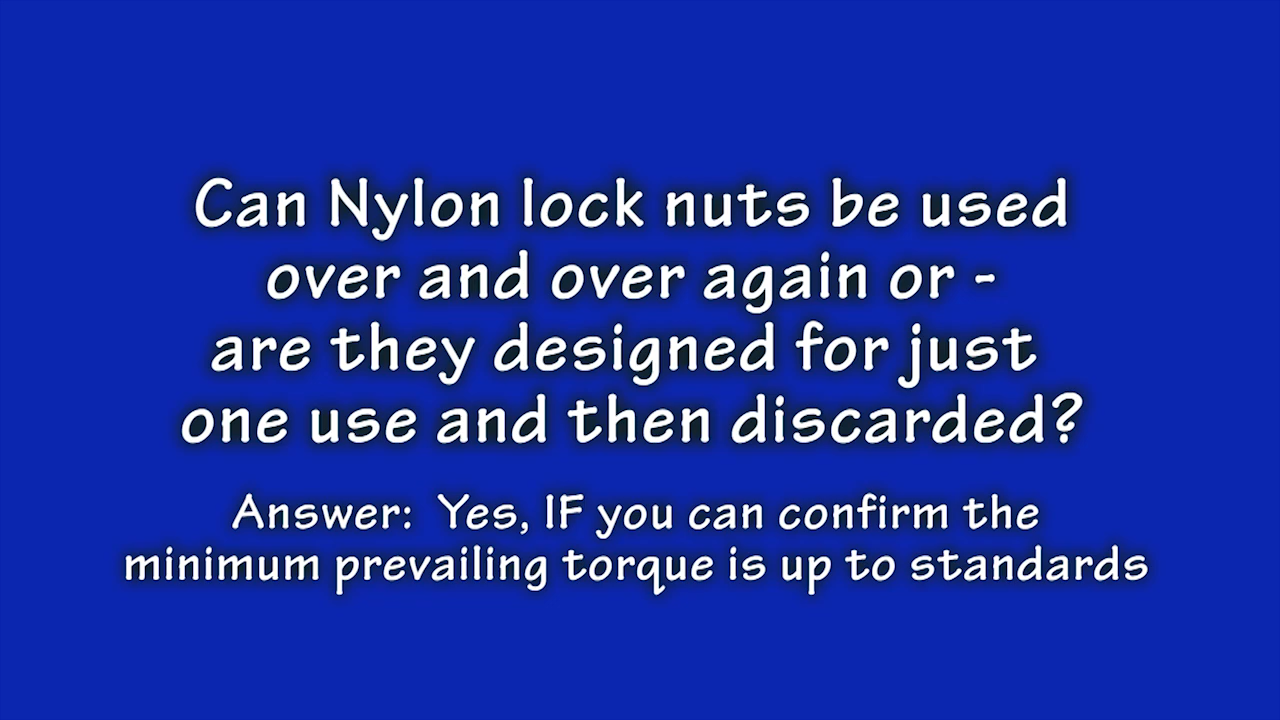 Can Nylon lock nuts be used
over and over again or -
are they designed for just
one use and then discarded?
Answer:  Yes, IF you can confirm the
minimum prevailing torque is up to standards